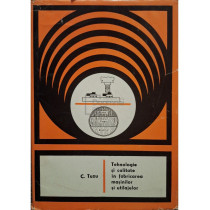 C. Tutu
Tehnologie
și calitate
în fabricarea
mașinilor
și utilajelor